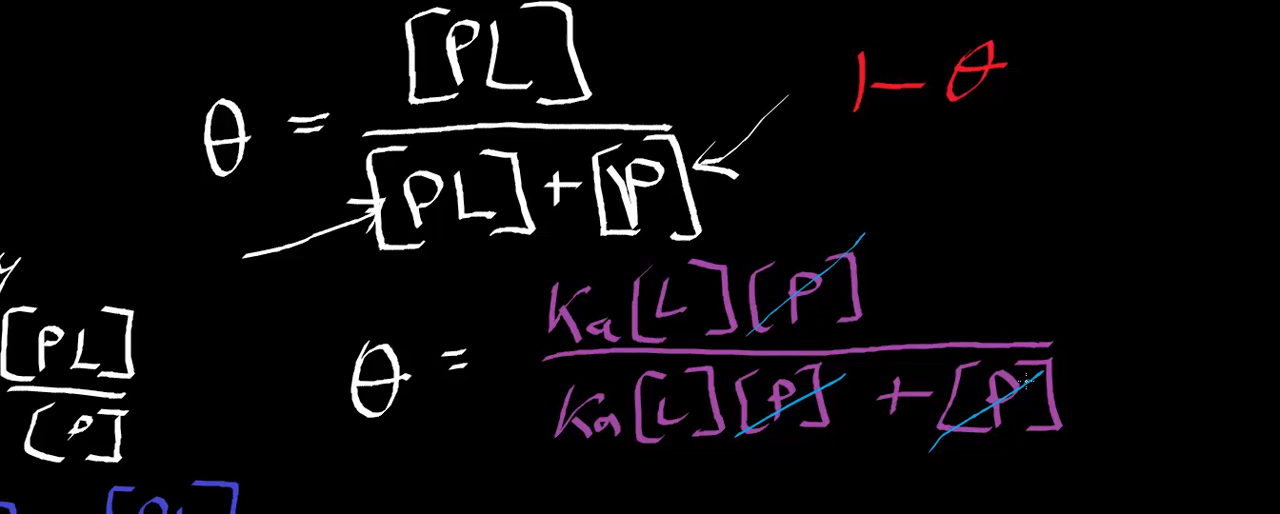 θ = [PL] / [PL] + [P]
1 - θ
[PL] / [P]
θ = Ka[L][P] / Ka[L][P] + [P]